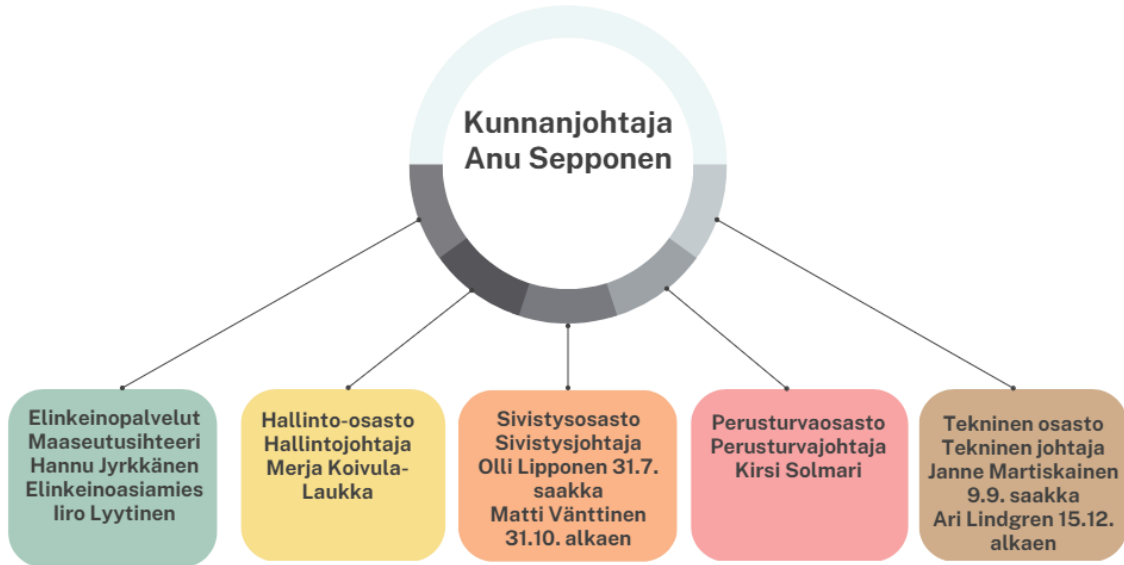 Kunnanjohtaja
Anu Sepponen
Elinkeinopalvelut
Maaseutusihteeri
Hannu Jyrkkänen
Elinkeinoasiamies
Iiro Lyytinen
Hallinto-osasto
Hallintojohtaja
Merja Koivula-
Laukka
Sivistysosasto
Sivistysjohtaja
Olli Lipponen 31.7.
saakka
Matti Vänttinen
31.10. alkaen
Perusturvaosasto
Perusturvajohtaja
Kirsi Solmari
Tekninen osasto
Tekninen johtaja
Janne Martiskainen
9.9. saakka
Ari Lindgren 15.12.
alkaen